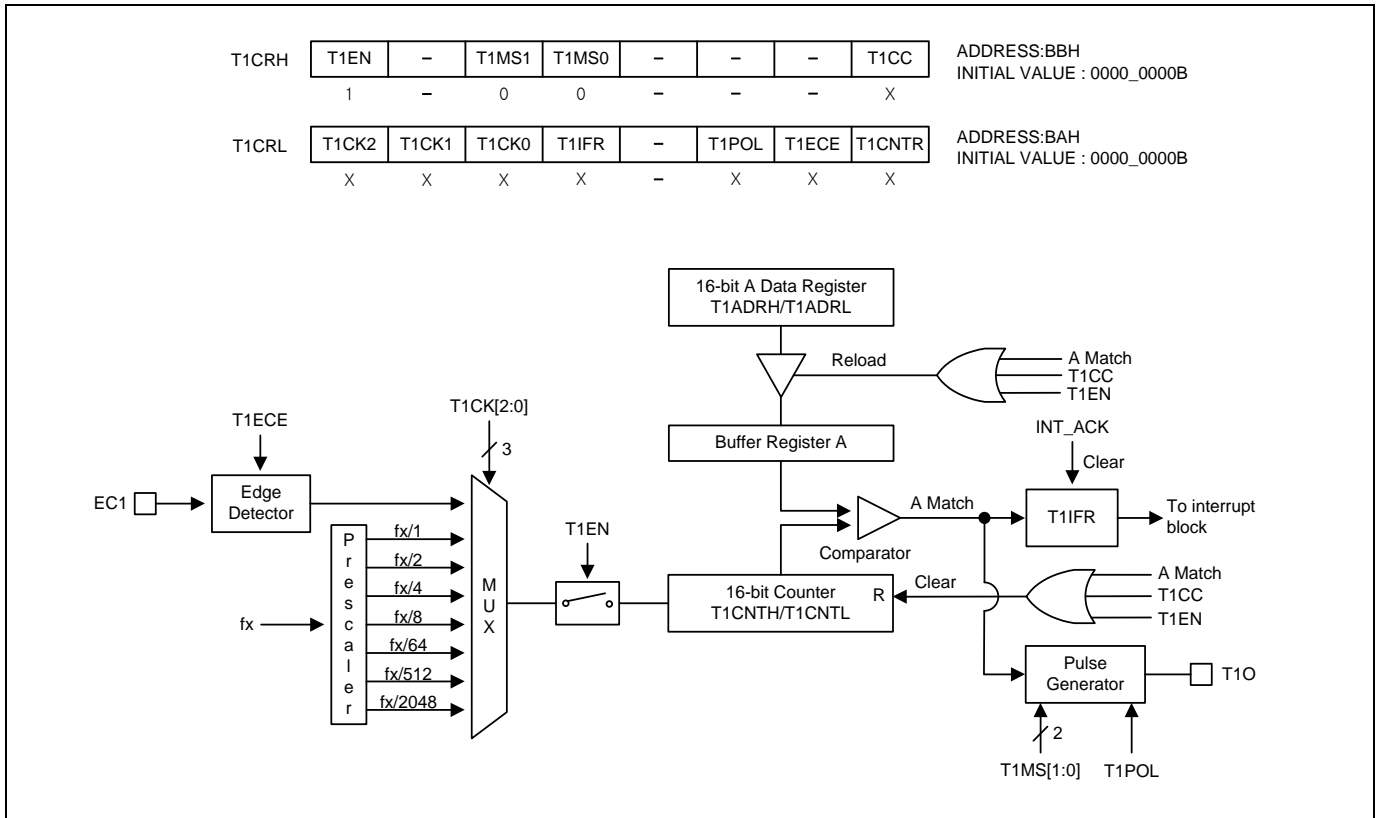 T1CRH T1EN – T1MS1 T1MS0 – – – T1CC
ADDRESS:BBH
INITIAL VALUE : 0000_0000B
1 – 0 0 – – – X
T1CRL T1CK2 T1CK1 T1CK0 T1IFR – T1POL T1ECE T1CNTR
ADDRESS:BAH
INITIAL VALUE : 0000_0000B
X X X X – X X X
16-bit A Data Register
T1ADRH/T1ADRL
Reload
A Match
T1CC
T1EN
T1ECE
T1CK[2:0]
3
Buffer Register A
INT_ACK
Clear
EC1
Edge
Detector
A Match
T1IFR
To interrupt
block
Comparator
T1EN
Prescaler
fx/1
fx/2
fx/4
fx/8
fx/64
fx/512
fx/2048
fx
MUX
16-bit Counter
T1CNTH/T1CNTL
R
Clear
A Match
T1CC
T1EN
Pulse
Generator
T1O
2
T1MS[1:0]
T1POL